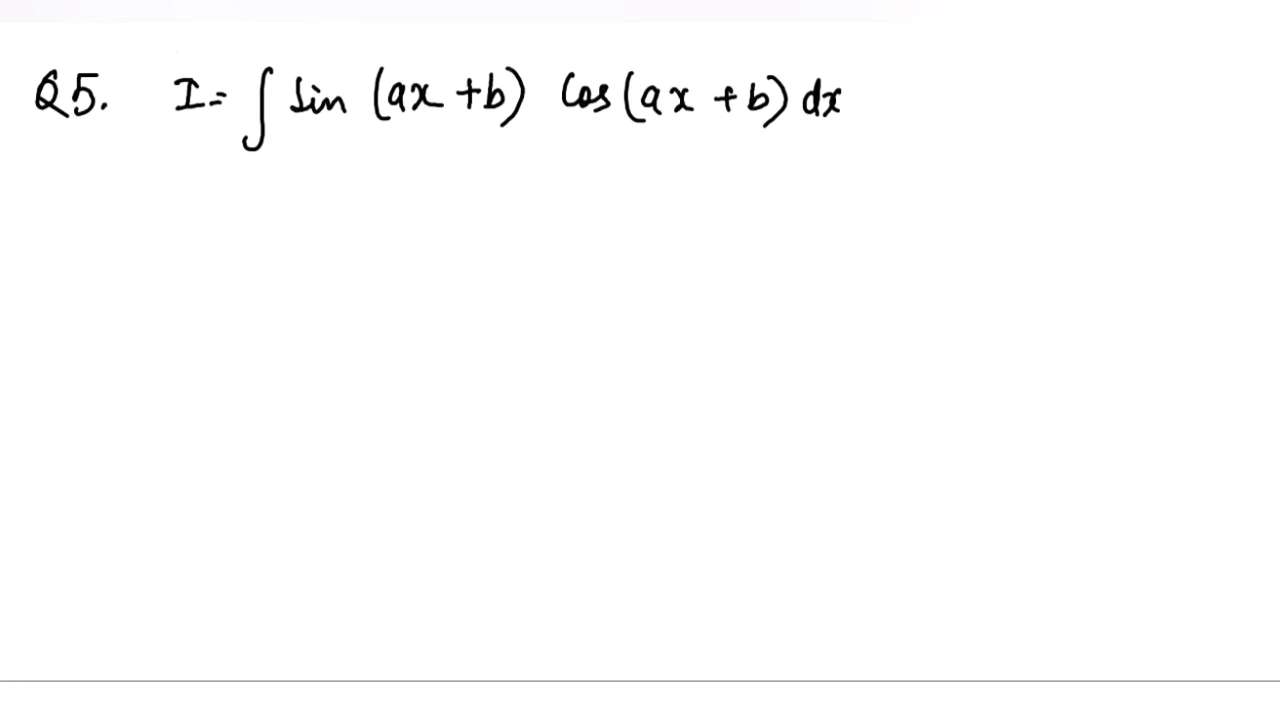 Q5. I= ∫ sin (ax +b) cos (ax + b) dx